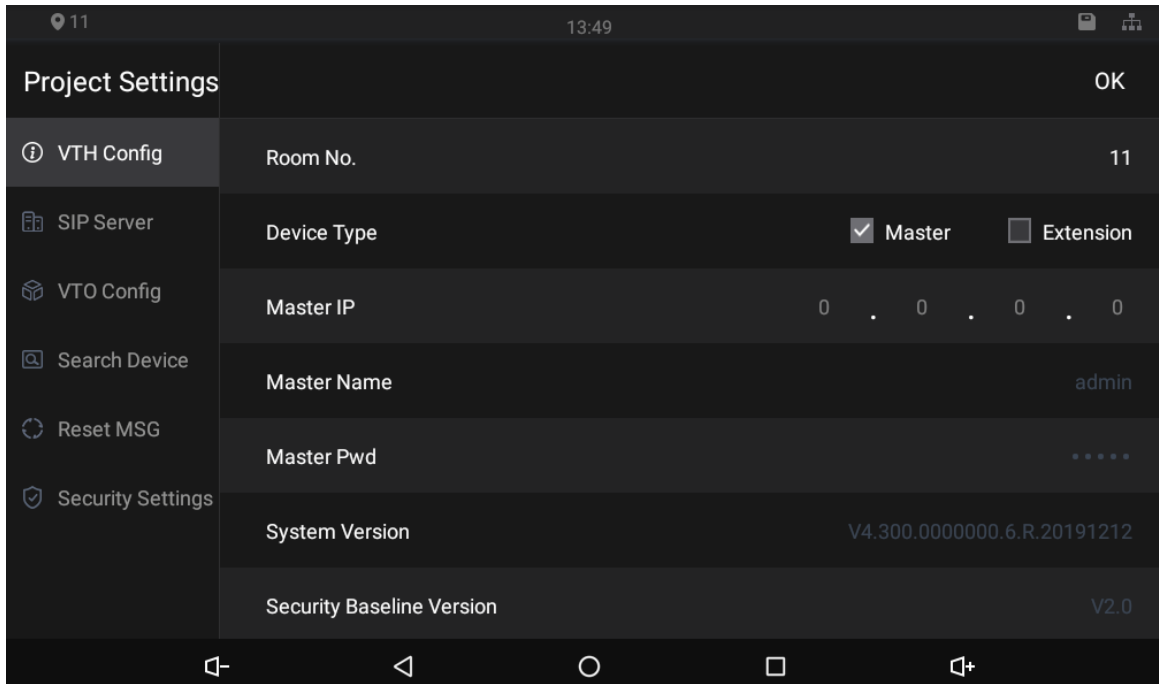 11 13:49
Project Settings OK
VTH Config
SIP Server
VTO Config
Search Device
Reset MSG
Security Settings
Room No. 11
Device Type Master Extension
Master IP 0 . 0 . 0 . 0
Master Name admin
Master Pwd •••••
System Version V4.300.0000000.6.R.20191212
Security Baseline Version V2.0